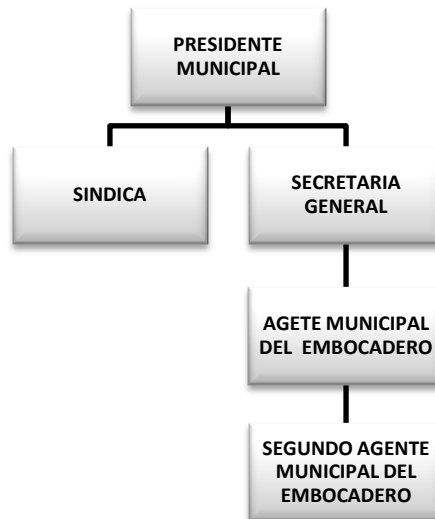 PRESIDENTE
MUNICIPAL
SINDICA
SECRETARIA
GENERAL
AGETE MUNICIPAL
DEL EMBOCADERO
SEGUNDO AGENTE
MUNICIPAL DEL
EMBOCADERO